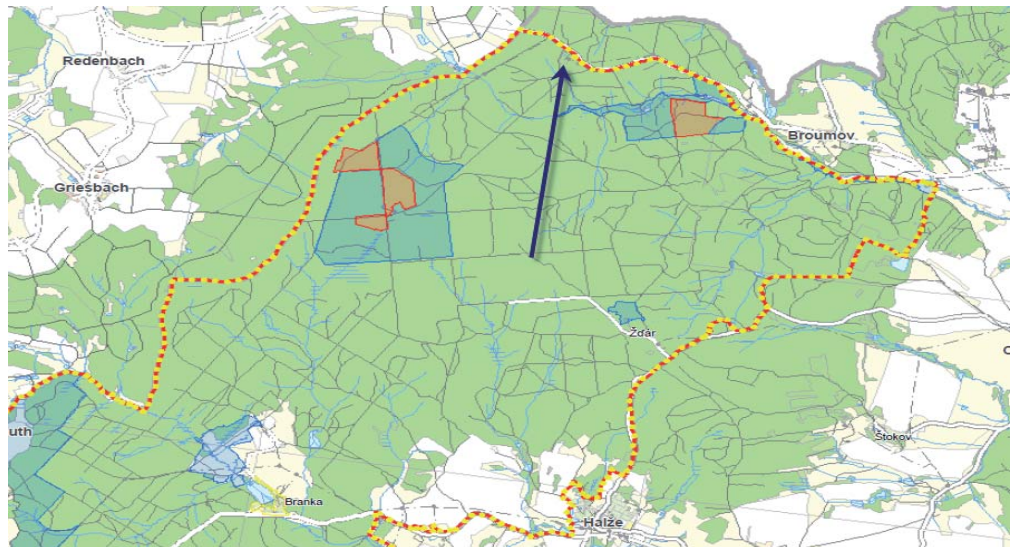 Redenbach
Broumov
Griesbach
Žďár
uth
Štokov
Branka
Halže